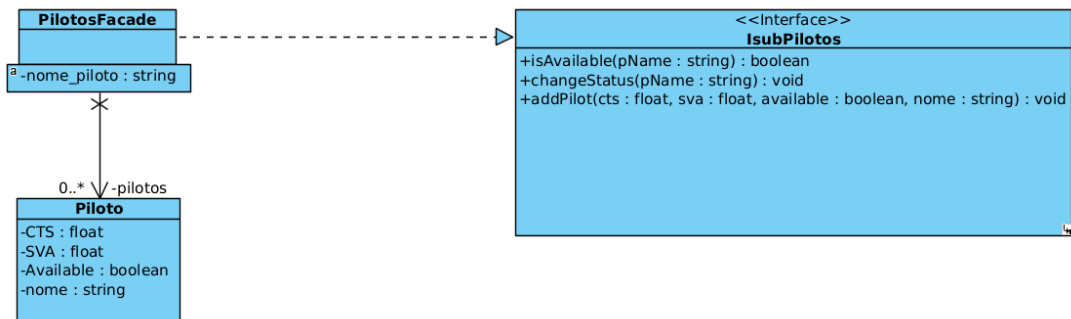 PilotosFacade
a -nome_piloto : string
<<Interface>>
IsubPilotos
+isAvailable(pName : string) : boolean
+changeStatus(pName : string) : void
+addPilot(cts : float, sva : float, available : boolean, nome : string) : void
0..* -pilotos
Piloto
-CTS : float
-SVA : float
-Available : boolean
-nome : string